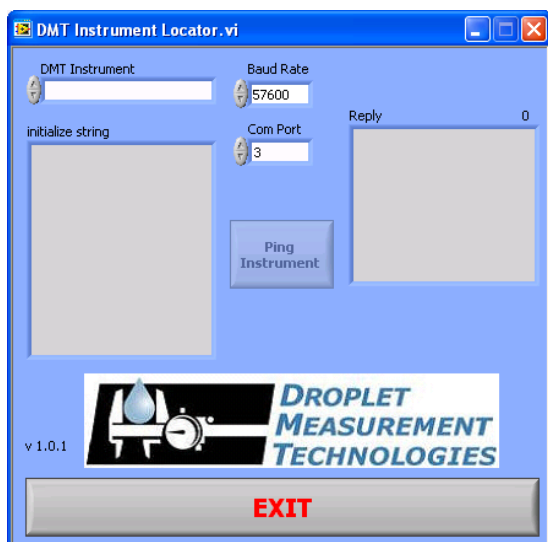 DMT Instrument Locator.vi
DMT Instrument
Baud Rate
57600
initialize string
Com Port
3
Reply 0
Ping
Instrument
DROPLET
MEASUREMENT
TECHNOLOGIES
v 1.0.1
EXIT